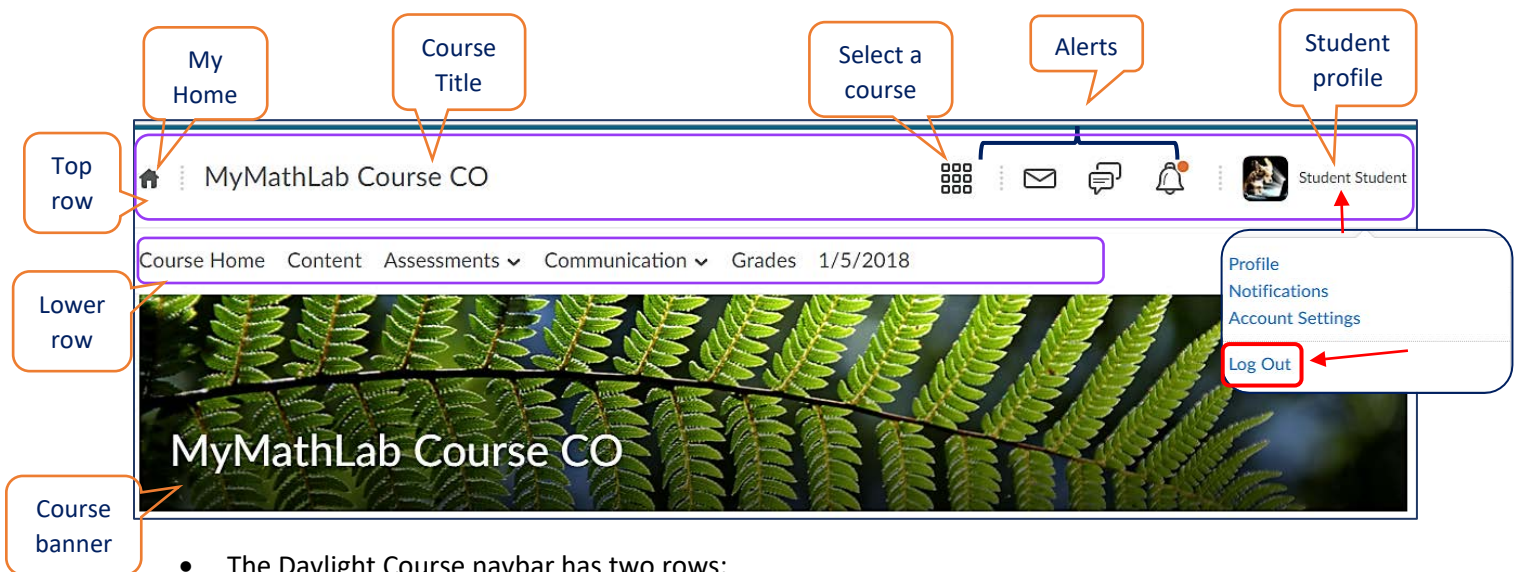 My
Home
Course
Title
Select a
course
Alerts
Student
profile
Top
row
MyMathLab Course CO
Student Student
Course Home Content Assessments Communication Grades 1/5/2018
Profile
Notifications
Account Settings
Log Out
Lower
row
MyMathLab Course CO
Course
banner
• The Daylight Course navbar has two rows: